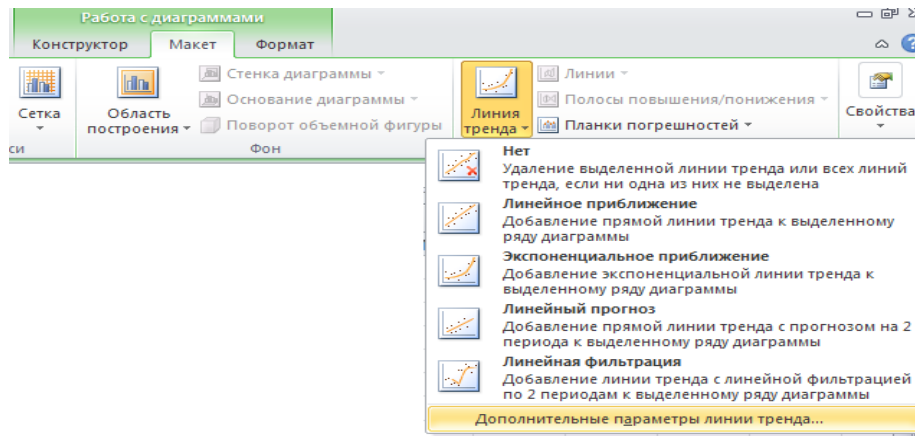 Работа с диаграммами
Конструктор Макет Формат
Сетка
Область построения
Стенка диаграммы
Основание диаграммы
Поворот объемной фигуры
Фон
Линия тренда
Линии
Полосы повышения/понижения
Планки погрешностей
Свойства
си
Нет
Удаление выделенной линии тренда или всех линий
тренда, если ни одна из них не выделена
Линейное приближение
Добавление прямой линии тренда к выделенному
ряду диаграммы
Экспоненциальное приближение
Добавление экспоненциальной линии тренда к
выделенному ряду диаграммы
Линейный прогноз
Добавление прямой линии тренда с прогнозом на 2
периода к выделенному ряду диаграммы
Линейная фильтрация
Добавление линии тренда с линейной фильтрацией
по 2 периодам к выделенному ряду диаграммы
Дополнительные параметры линии тренда...